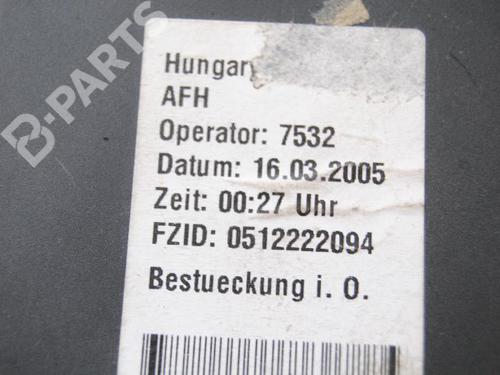 B-PARTS
Hungary
AFH
Operator: 7532
Datum: 16.03.2005
Zeit: 00:27 Uhr
FZID: 0512222094
Bestueckung i. O.